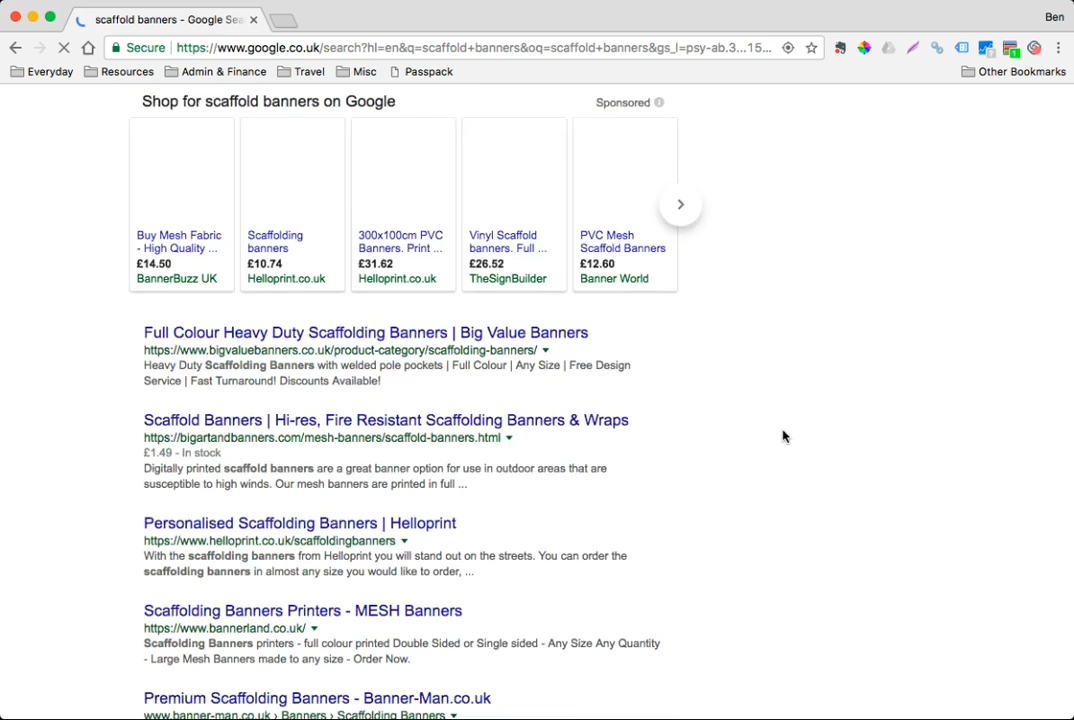 scaffold banners - Google Sea
Ben
Secure https://www.google.co.uk/search?hl=en&q=scaffold+banners&oq=scaffold+banners&gs_l=psy-ab.3...15...
Everyday Resources Admin & Finance Travel Misc Passpack Other Bookmarks
Shop for scaffold banners on Google Sponsored
Buy Mesh Fabric
- High Quality ...
£14.50
BannerBuzz UK
Scaffolding
banners
£10.74
Helloprint.co.uk
300x100cm PVC
Banners. Print ...
£31.62
Helloprint.co.uk
Vinyl Scaffold
banners. Full ...
£26.52
TheSignBuilder
PVC Mesh
Scaffold Banners
£12.60
Banner World
Full Colour Heavy Duty Scaffolding Banners | Big Value Banners
https://www.bigvaluebanners.co.uk/product-category/scaffolding-banners/
Heavy Duty Scaffolding Banners with welded pole pockets | Full Colour | Any Size | Free Design
Service | Fast Turnaround! Discounts Available!
Scaffold Banners | Hi-res, Fire Resistant Scaffolding Banners & Wraps
https://bigartandbanners.com/mesh-banners/scaffold-banners.html
£1.49 - In stock
Digitally printed scaffold banners are a great banner option for use in outdoor areas that are
susceptible to high winds. Our mesh banners are printed in full ...
Personalised Scaffolding Banners | Helloprint
https://www.helloprint.co.uk/scaffoldingbanners
With the scaffolding banners from Helloprint you will stand out on the streets. You can order the
scaffolding banners in almost any size you would like to order, ...
Scaffolding Banners Printers - MESH Banners
https://www.bannerland.co.uk/
Scaffolding Banners printers - full colour printed Double Sided or Single sided - Any Size Any Quantity
- Large Mesh Banners made to any size - Order Now.
Premium Scaffolding Banners - Banner-Man.co.uk
www.banner-man.co.uk › Banners › Scaffolding Banners